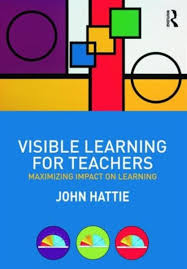 R
VISIBLE LEARNING
FOR TEACHERS
MAXIMIZING IMPACT ON LEARNING
JOHN HATTIE